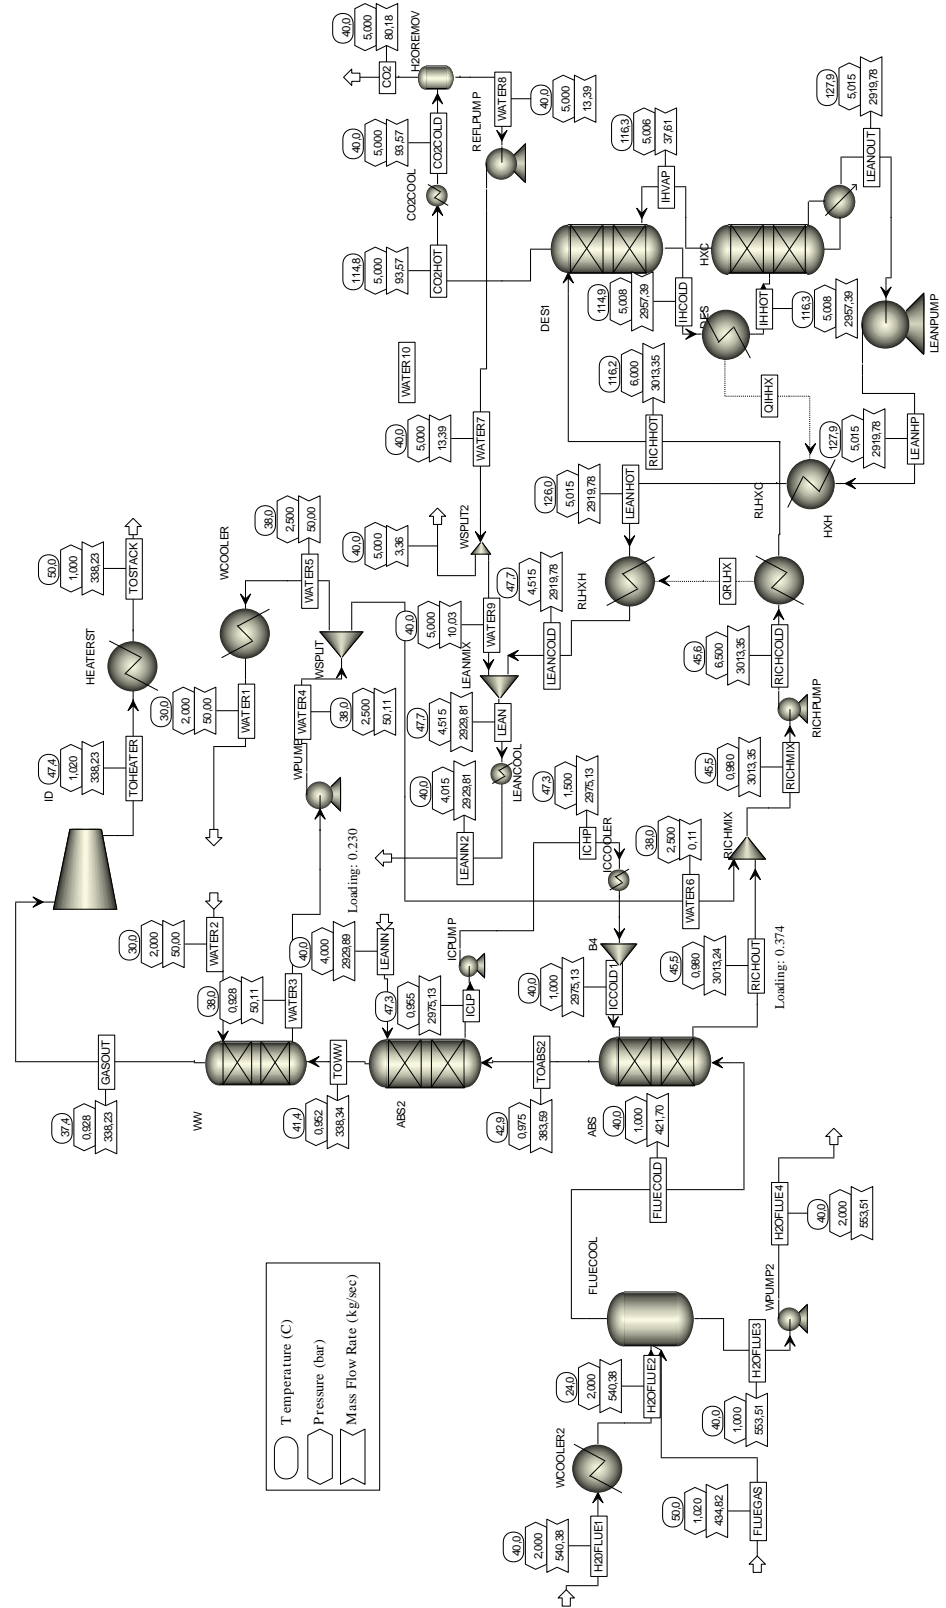 Temperature (C)
Pressure (bar)
Mass Flow Rate (kg/sec)
37,4
0,928
338,23
GASOUT
ID
47,4
1,020
338,23
TOHEATER
HEATERST
50,0
1,000
338,23
TOSTACK
30,0
2,000
50,00
WATER2
WW
38,0
0,928
50,11
WATER3
30,0
2,000
50,00
WATER1
WCOOLER
38,0
2,500
50,00
WATER5
WPUMP
WATER4
38,0
2,500
50,11
WSPLIT
41,4
0,952
338,34
TOWW
Loading: 0.230
40,0
4,000
2929,89
LEANIN
ABS2
47,3
0,955
2975,13
ICLP
ICPUMP
40,0
4,015
2929,81
LEANIN2
LEANCOOL
47,7
4,515
2929,81
LEAN
LEANMIX
40,0
5,000
10,03
WATER9
47,7
4,515
2919,78
LEANCOLD
40,0
5,000
3,36
WSPLIT2
40,0
5,000
13,39
WATER7
WATER10
40,0
5,000
80,18
CO2
H2OREMOV
40,0
5,000
93,57
CO2COLD
CO2COOL
114,8
5,000
93,57
CO2HOT
REFLPUMP
WATER8
40,0
5,000
13,39
42,9
0,975
383,59
TOABS2
47,3
1,500
2975,13
ICHP
ICCOOLER
B4
40,0
1,000
2975,13
ICCOLD1
ABS
40,0
1,000
421,70
FLUECOLD
FLUECOOL
24,0
2,000
540,38
H2OFLUE2
WCOOLER2
40,0
2,000
540,38
H2OFLUE1
50,0
1,020
434,82
FLUEGAS
40,0
1,000
553,51
H2OFLUE3
WPUMP2
H2OFLUE4
40,0
2,000
553,51
38,0
2,500
0,11
WATER6
45,5
0,980
3013,24
RICHOUT
Loading: 0.374
RICHMIX
45,5
0,980
3013,35
RICHMIX
RICHPUMP
45,6
6,500
3013,35
RICHCOLD
RLHXH
QRLHX
RLHXC
126,0
5,015
2919,78
LEANHOT
116,2
6,000
3013,35
RICHHOT
DES1
114,9
5,008
2957,39
IHCOLD
116,3
5,006
37,61
IHVAP
DES
HXC
QIHHX
HXH
IHHOT
116,3
5,008
2957,39
127,9
5,015
2919,78
LEANOUT
LEANPUMP
127,9
5,015
2919,78
LEANHP